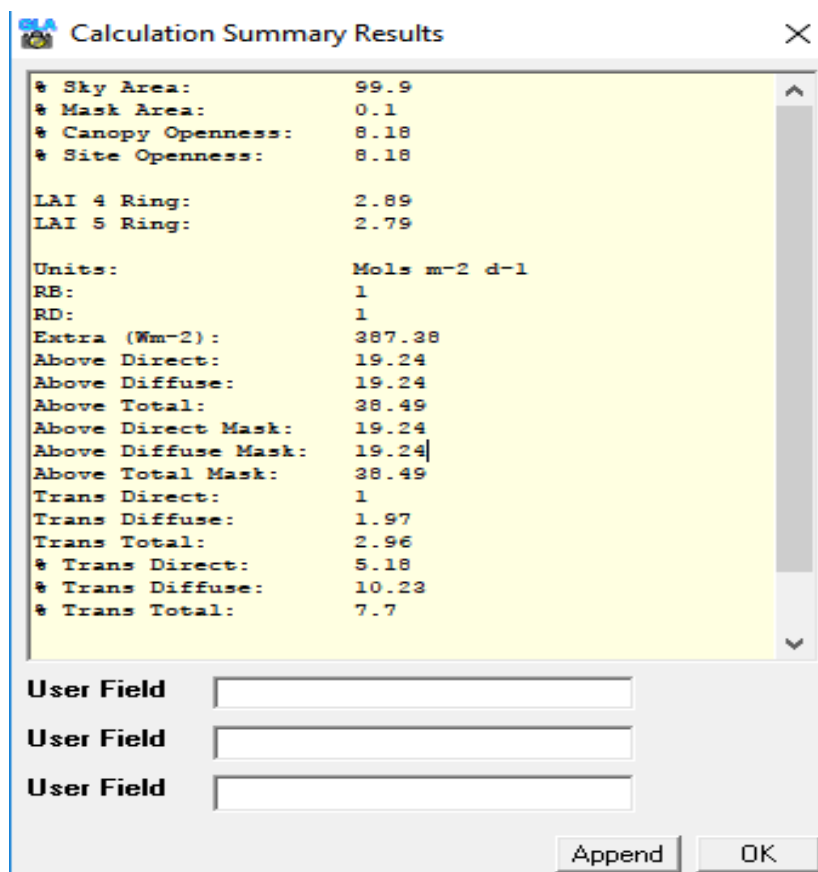 Calculation Summary Results
% Sky Area: 99.9
% Mask Area: 0.1
% Canopy Openness: 8.18
% Site Openness: 8.18
LAI 4 Ring: 2.89
LAI 5 Ring: 2.79
Units: Mols m-2 d-1
RB: 1
RD: 1
Extra (Wm-2): 387.38
Above Direct: 19.24
Above Diffuse: 19.24
Above Total: 38.49
Above Direct Mask: 19.24
Above Diffuse Mask: 19.24
Above Total Mask: 38.49
Trans Direct: 1
Trans Diffuse: 1.97
Trans Total: 2.96
% Trans Direct: 5.18
% Trans Diffuse: 10.23
% Trans Total: 7.7
User Field
User Field
User Field
Append OK